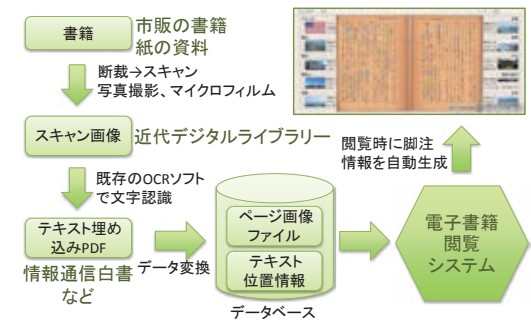 書籍
市販の書籍
紙の資料
断裁→スキャン
写真撮影、マイクロフィルム
スキャン画像
近代デジタルライブラリー
既存のOCRソフト
で文字認識
テキスト埋め
込みPDF
情報通信白書
など
データ変換
ページ画像
ファイル
テキスト
位置情報
データベース
電子書籍
閲覧
システム
閲覧時に脚注
情報を自動生成